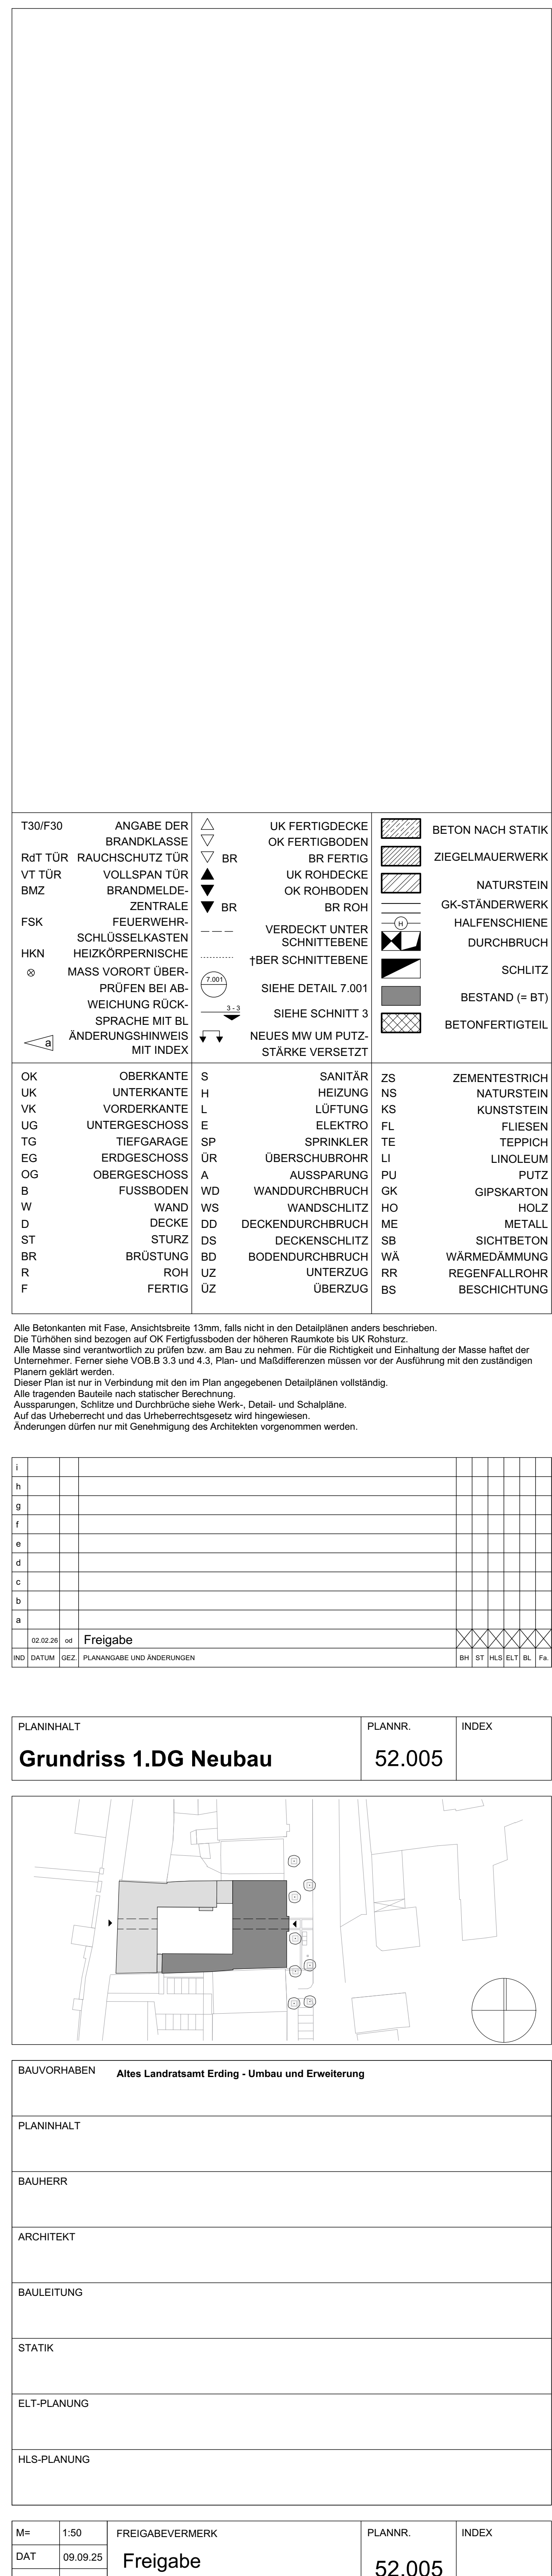 T30/F30 ANGABE DER
BRANDKLASSE
RdT TÜR RAUCHSCHUTZ TÜR
VT TÜR VOLLSPAN TÜR
BMZ BRANDMELDE-
ZENTRALE
FSK FEUERWEHR-
SCHLÜSSELKASTEN
HKN HEIZKÖRPERNISCHE
MASS VORORT ÜBER-
PRÜFEN BEI AB-
WEICHUNG RÜCK-
SPRACHE MIT BL
a ÄNDERUNGSHINWEIS
MIT INDEX
UK FERTIGDECKE
OK FERTIGBODEN
BR BR FERTIG
UK ROHDECKE
OK ROHBODEN
BR BR ROH
VERDECKT UNTER
SCHNITTEBENE
†BER SCHNITTEBENE
7.001 SIEHE DETAIL 7.001
3 - 3 SIEHE SCHNITT 3
NEUES MW UM PUTZ-
STÄRKE VERSETZT
BETON NACH STATIK
ZIEGELMAUERWERK
NATURSTEIN
GK-STÄNDERWERK
H HALFENSCHIENE
DURCHBRUCH
SCHLITZ
BESTAND (= BT)
BETONFERTIGTEIL
OK OBERKANTE
UK UNTERKANTE
VK VORDERKANTE
UG UNTERGESCHOSS
TG TIEFGARAGE
EG ERDGESCHOSS
OG OBERGESCHOSS
B FUSSBODEN
W WAND
D DECKE
ST STURZ
BR BRÜSTUNG
R ROH
F FERTIG
S SANITÄR
H HEIZUNG
L LÜFTUNG
E ELEKTRO
SP SPRINKLER
ÜR ÜBERSCHUBROHR
A AUSSPARUNG
WD WANDDURCHBRUCH
WS WANDSCHLITZ
DD DECKENDURCHBRUCH
DS DECKENSCHLITZ
BD BODENDURCHBRUCH
UZ UNTERZUG
ÜZ ÜBERZUG
ZS ZEMENTESTRICH
NS NATURSTEIN
KS KUNSTSTEIN
FL FLIESEN
TE TEPPICH
LI LINOLEUM
PU PUTZ
GK GIPSKARTON
HO HOLZ
ME METALL
SB SICHTBETON
WÄ WÄRMEDÄMMUNG
RR REGENFALLROHR
BS BESCHICHTUNG
Alle Betonkanten mit Fase, Ansichtsbreite 13mm, falls nicht in den Detailplänen anders beschrieben.
Die Türhöhen sind bezogen auf OK Fertigfussboden der höheren Raumkote bis UK Rohsturz.
Alle Masse sind verantwortlich zu prüfen bzw. am Bau zu nehmen. Für die Richtigkeit und Einhaltung der Masse haftet der
Unternehmer. Ferner siehe VOB.B 3.3 und 4.3, Plan- und Maßdifferenzen müssen vor der Ausführung mit den zuständigen
Planern geklärt werden.
Dieser Plan ist nur in Verbindung mit den im Plan angegebenen Detailplänen vollständig.
Alle tragenden Bauteile nach statischer Berechnung.
Aussparungen, Schlitze und Durchbrüche siehe Werk-, Detail- und Schalpläne.
Auf das Urheberrecht und das Urheberrechtsgesetz wird hingewiesen.
Änderungen dürfen nur mit Genehmigung des Architekten vorgenommen werden.
i
h
g
f
e
d
c
b
a
02.02.26 od Freigabe
IND DATUM GEZ. PLANANGABE UND ÄNDERUNGEN BH ST HLS ELT BL Fa.
PLANINHALT PLANNR. INDEX
Grundriss 1.DG Neubau 52.005
BAUVORHABEN Altes Landratsamt Erding - Umbau und Erweiterung
PLANINHALT
BAUHERR
ARCHITEKT
BAULEITUNG
STATIK
ELT-PLANUNG
HLS-PLANUNG
M= 1:50 FREIGABEVERMERK PLANNR. INDEX
DAT 09.09.25 Freigabe 52.005